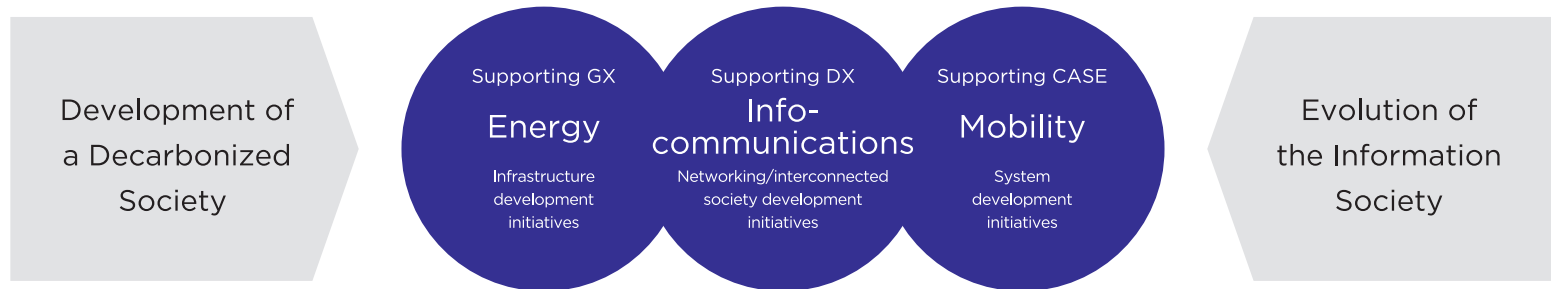 Development of
a Decarbonized
Society
Supporting GX
Energy
Infrastructure
development
initiatives
Supporting DX
Info-
communications
Networking/interconnected
society development
initiatives
Supporting CASE
Mobility
System
development
initiatives
Evolution of
the Information
Society